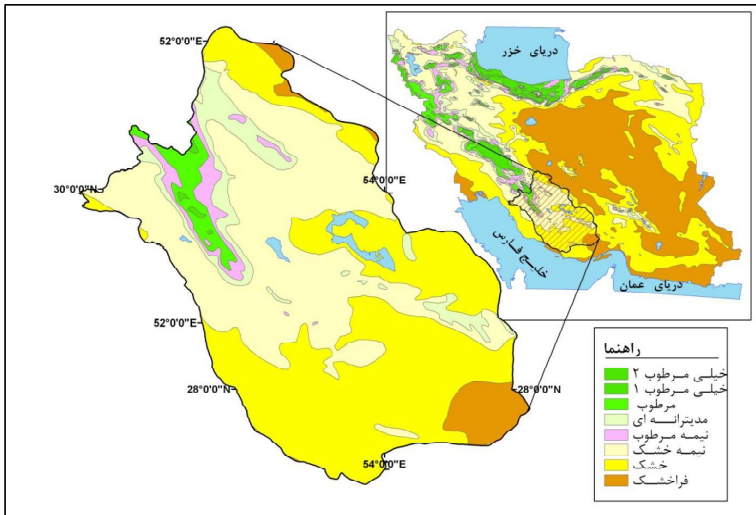 52°0'0"E
دریای خزر
54°0'0"E
30°0'0"N
خلیج فارس
دریای عمان
52°0'0"E
28°0'0"N
28°0'0"N
54°0'0"E
راهنما
خیلی مرطوب ۲
خیلی مرطوب ۱
مرطوب
مدیترانه ای
نیمه مرطوب
نیمه خشک
خشک
فراخشک